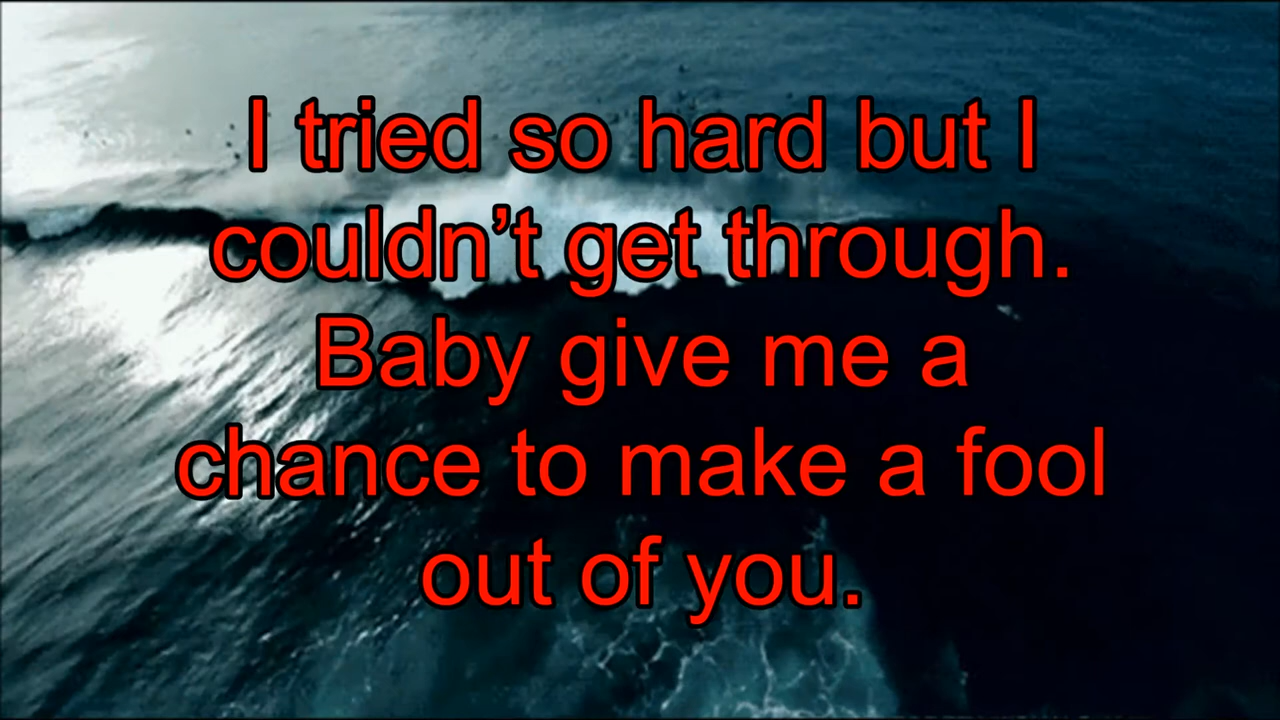 I tried so hard but I
couldn’t get through.
Baby give me a
chance to make a fool
out of you.